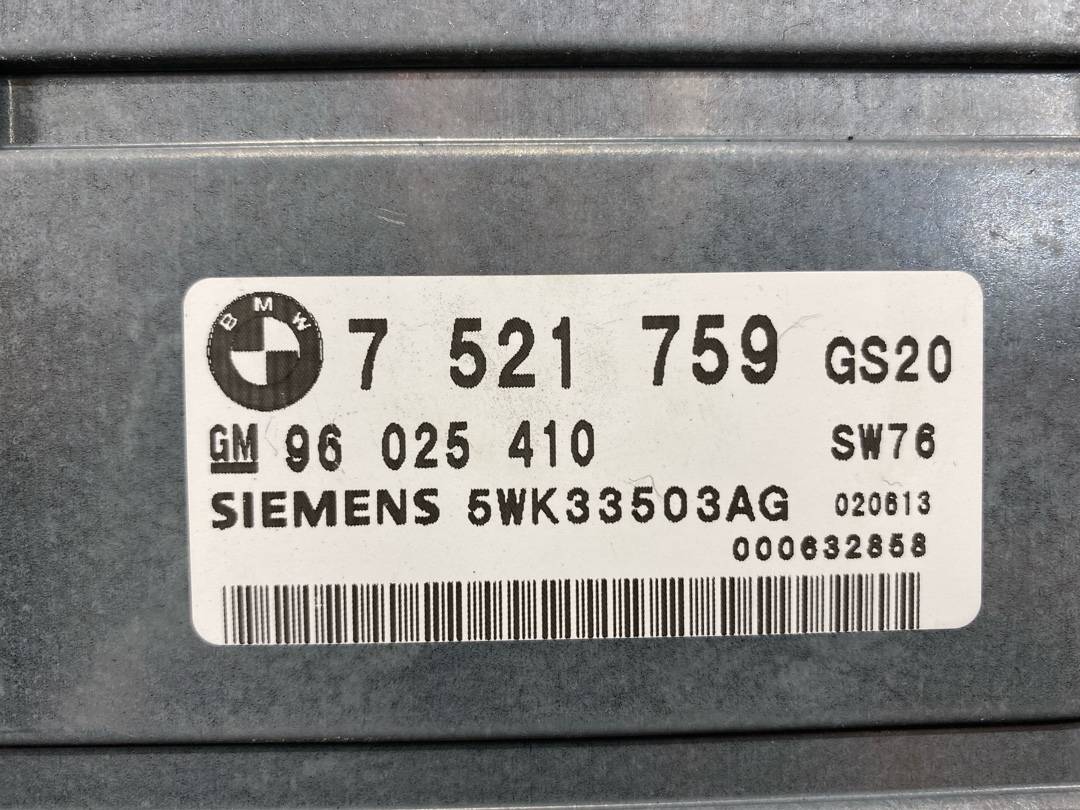 BMW 7 521 759 GS20
GM 96 025 410 SW76
SIEMENS 5WK33503AG 020613
000632858